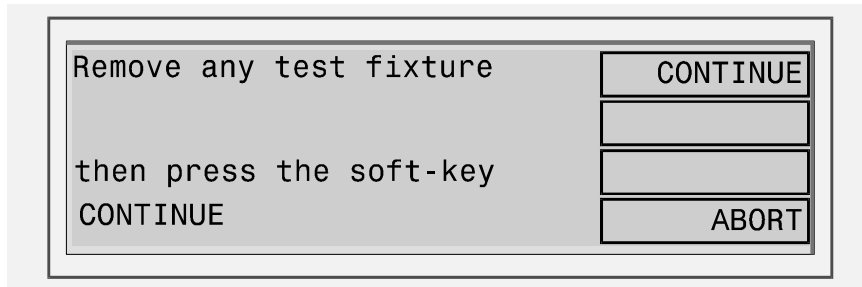 Remove any test fixture
then press the soft-key
CONTINUE
CONTINUE
ABORT